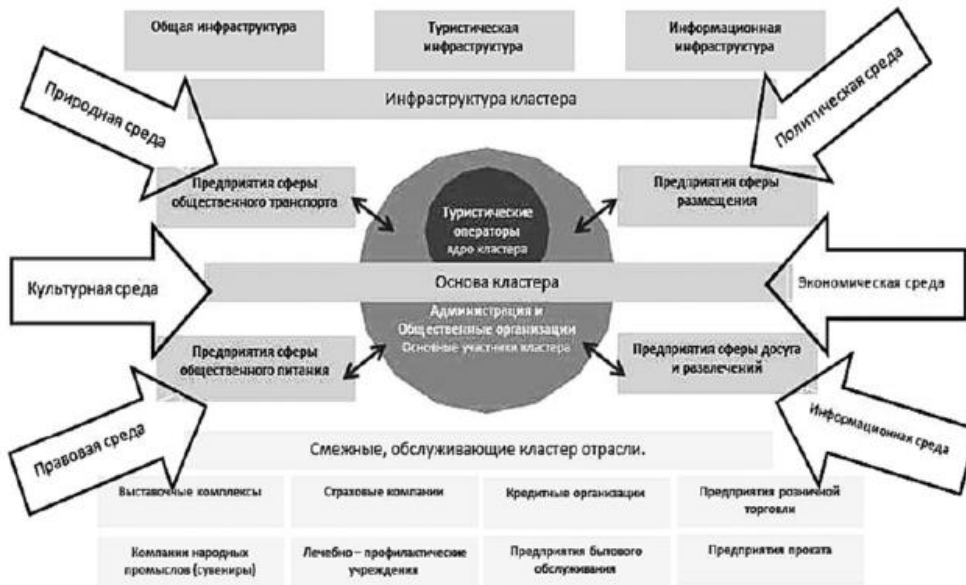 Общая инфраструктура
Туристическая
инфраструктура
Информационная
инфраструктура
Природная среда
Политическая среда
Инфраструктура кластера
Предприятия сферы
общественного транспорта
Туристические
операторы
ядро кластера
Предприятия сферы
размещения
Культурная среда
Основа кластера
Экономическая среда
Администрация и
Общественные организации
Основные участники кластера
Предприятия сферы
общественного питания
Предприятия сферы досуга
и развлечений
Правовая среда
Информационная среда
Смежные, обслуживающие кластер отрасли.
Выставочные комплексы
Страховые компании
Кредитные организации
Предприятия розничной
торговли
Компании народных
промыслов (сувениры)
Лечебно – профилактические
учреждения
Предприятия бытового
обслуживания
Предприятия проката